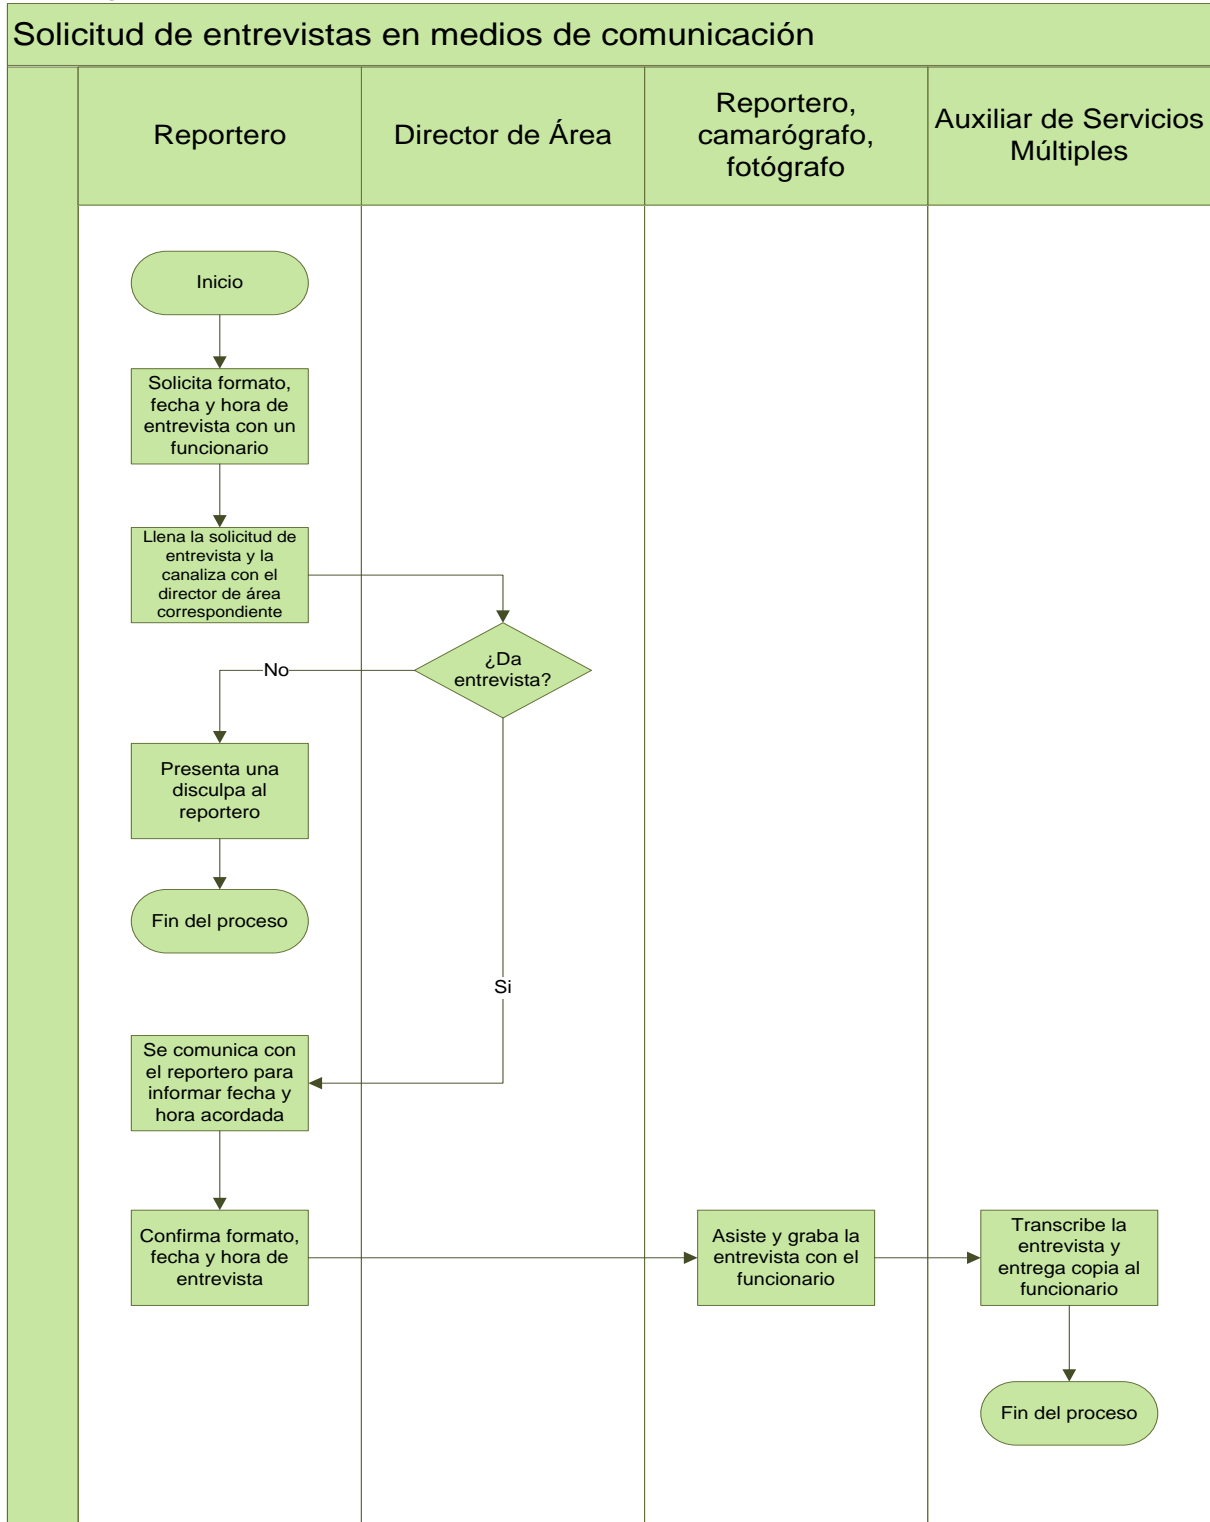 Solicitud de entrevistas en medios de comunicación
Reportero
Director de Área
Reportero,
camarógrafo,
fotógrafo
Auxiliar de Servicios
Múltiples
Inicio
Solicita formato,
fecha y hora de
entrevista con un
funcionario
Llena la solicitud de
entrevista y la
canaliza con el
director de área
correspondiente
¿Da
entrevista?
No
Presenta una
disculpa al
reportero
Fin del proceso
Si
Se comunica con
el reportero para
informar fecha y
hora acordada
Confirma formato,
fecha y hora de
entrevista
Asiste y graba la
entrevista con el
funcionario
Transcribe la
entrevista y
entrega copia al
funcionario
Fin del proceso